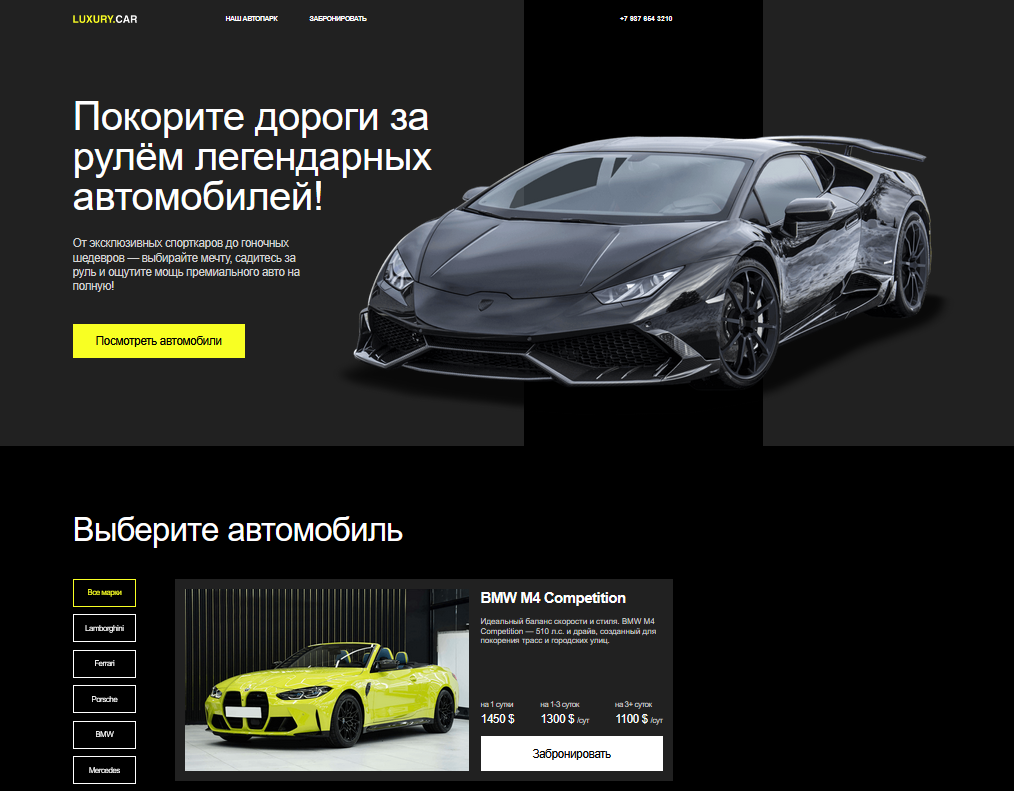 LUXURY.CAR
НАШ АВТОПАРК
ЗАБРОНИРОВАТЬ
+7 987 654 3210
Покорите дороги за
рулём легендарных
автомобилей!
От эксклюзивных спорткаров до гоночных
шедевров — выбирайте мечту, садитесь за
руль и ощутите мощь премиального авто на
полную!
Посмотреть автомобили
Выберите автомобиль
Все марки
Lamborghini
Ferrari
Porsche
BMW
Mercedes
BMW M4 Competition
Идеальный баланс скорости и стиля. BMW M4
Competition — 510 л.с. и драйв, созданный для
покорения трасс и городских улиц.
на 1 сутки
на 1-3 суток
на 3+ суток
1450 $
1300 $ /сут
1100 $ /сут
Забронировать